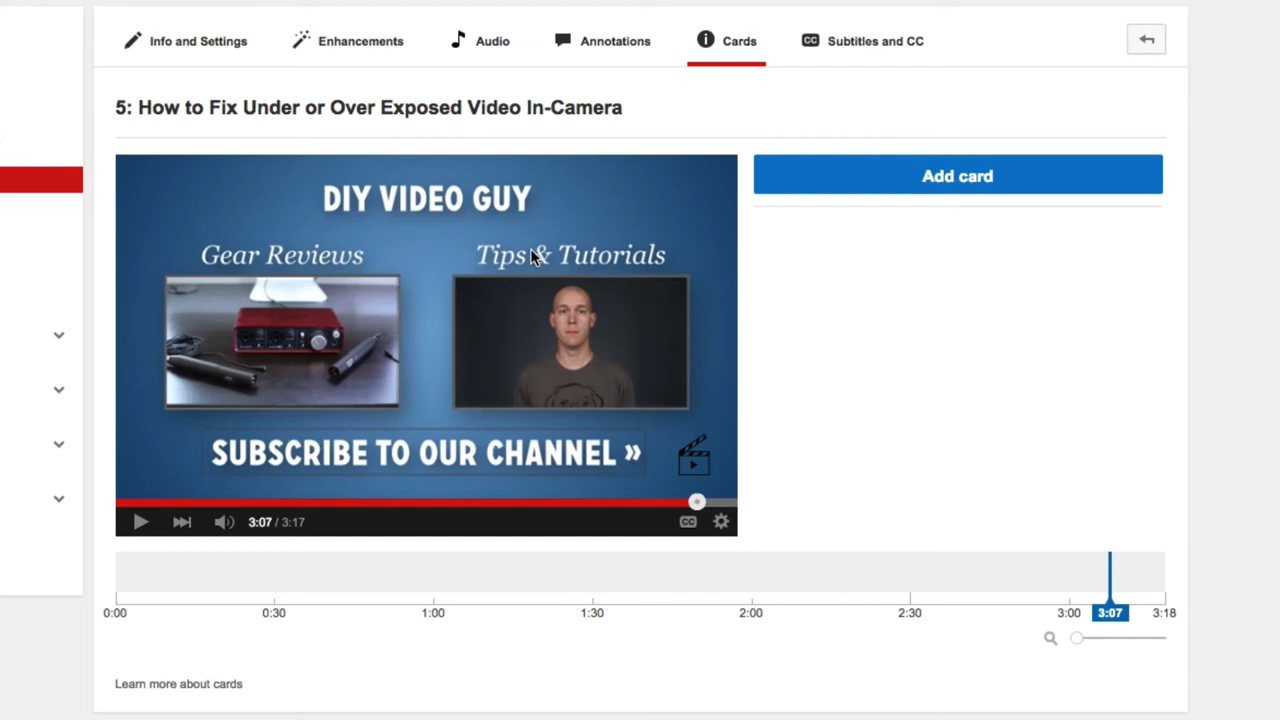 Info and Settings
Enhancements
Audio
Annotations
Cards
CC Subtitles and CC
5: How to Fix Under or Over Exposed Video In-Camera
Add card
DIY VIDEO GUY
Gear Reviews
Tips & Tutorials
SUBSCRIBE TO OUR CHANNEL »
3:07 / 3:17
CC
0:00
0:30
1:00
1:30
2:00
2:30
3:00
3:07
3:18
Learn more about cards